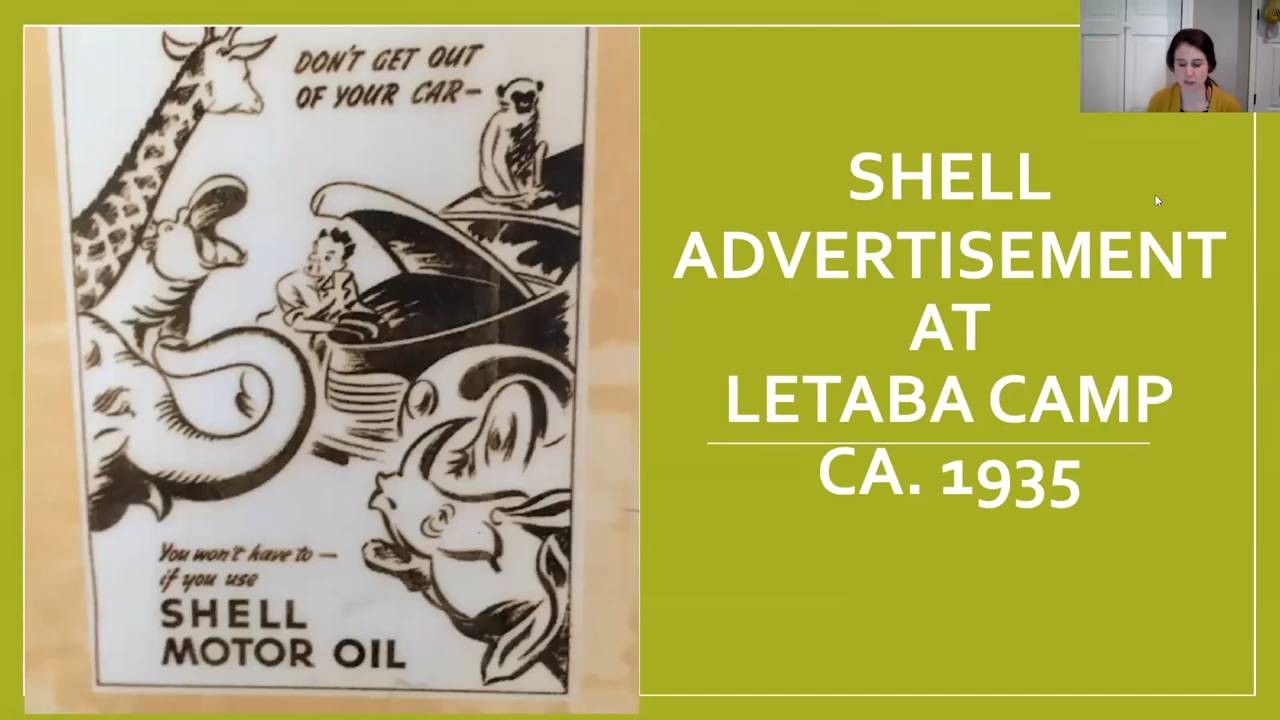 DON'T GET OUT
OF YOUR CAR—
You won't have to —
if you use
SHELL
MOTOR OIL
SHELL
ADVERTISEMENT
AT
LETABA CAMP
CA. 1935